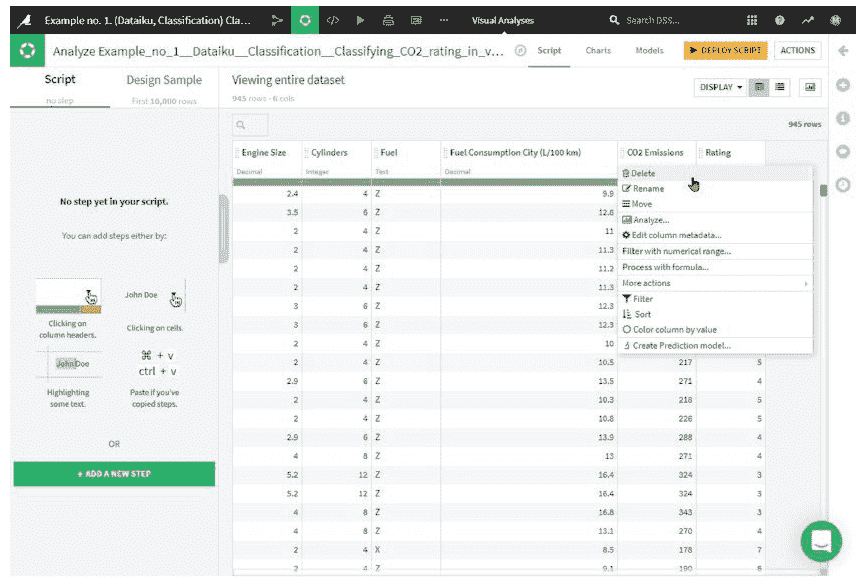 Example no. 1. (Dataiku, Classification) Cla... Visual Analyses Search DSS...
Analyze Example_no_1__Dataiku__Classification__Classifying_CO2_rating_in_v... Script Charts Models DEPLOY SCRIPT ACTIONS
Script Design Sample
no step First 10,000 rows
Viewing entire dataset
945 rows - 6 cols
DISPLAY
945 rows
Engine Size Cylinders Fuel Fuel Consumption City (L/100 km) CO2 Emissions Rating
Decimal Integer Text Decimal
2.4 4 Z 9.9
3.5 6 Z 12.8
2 4 Z 11
2 4 Z 11.3
2 4 Z 11.2
2 4 Z 11.3
3 6 Z 12.3
3 6 Z 12.3
2 4 Z 10
2 4 Z 10.5 217 5
2.9 6 Z 13.5 271 4
2 4 Z 10.3 218 5
2 4 Z 10.8 226 5
2.9 6 Z 13.9 288 4
4 8 Z 13 271 4
5.2 12 Z 16.4 324 3
5.2 12 Z 16.4 324 3
4 8 Z 16.8 343 3
4 8 Z 13.1 270 4
2 4 X 8.5 178 7
2 4 Z 9.1 190 6
Delete
Rename
Move
Analyze...
Edit column metadata...
Filter with numerical range...
Process with formula...
More actions
Filter
Sort
Color column by value
Create Prediction model...
No step yet in your script.
You can add steps either by:
John Doe
Clicking on
column headers.
Clicking on cells.
JohnDoe
⌘ + v
ctrl + v
Highlighting
some text.
Paste if you've
copied steps.
OR
+ ADD A NEW STEP